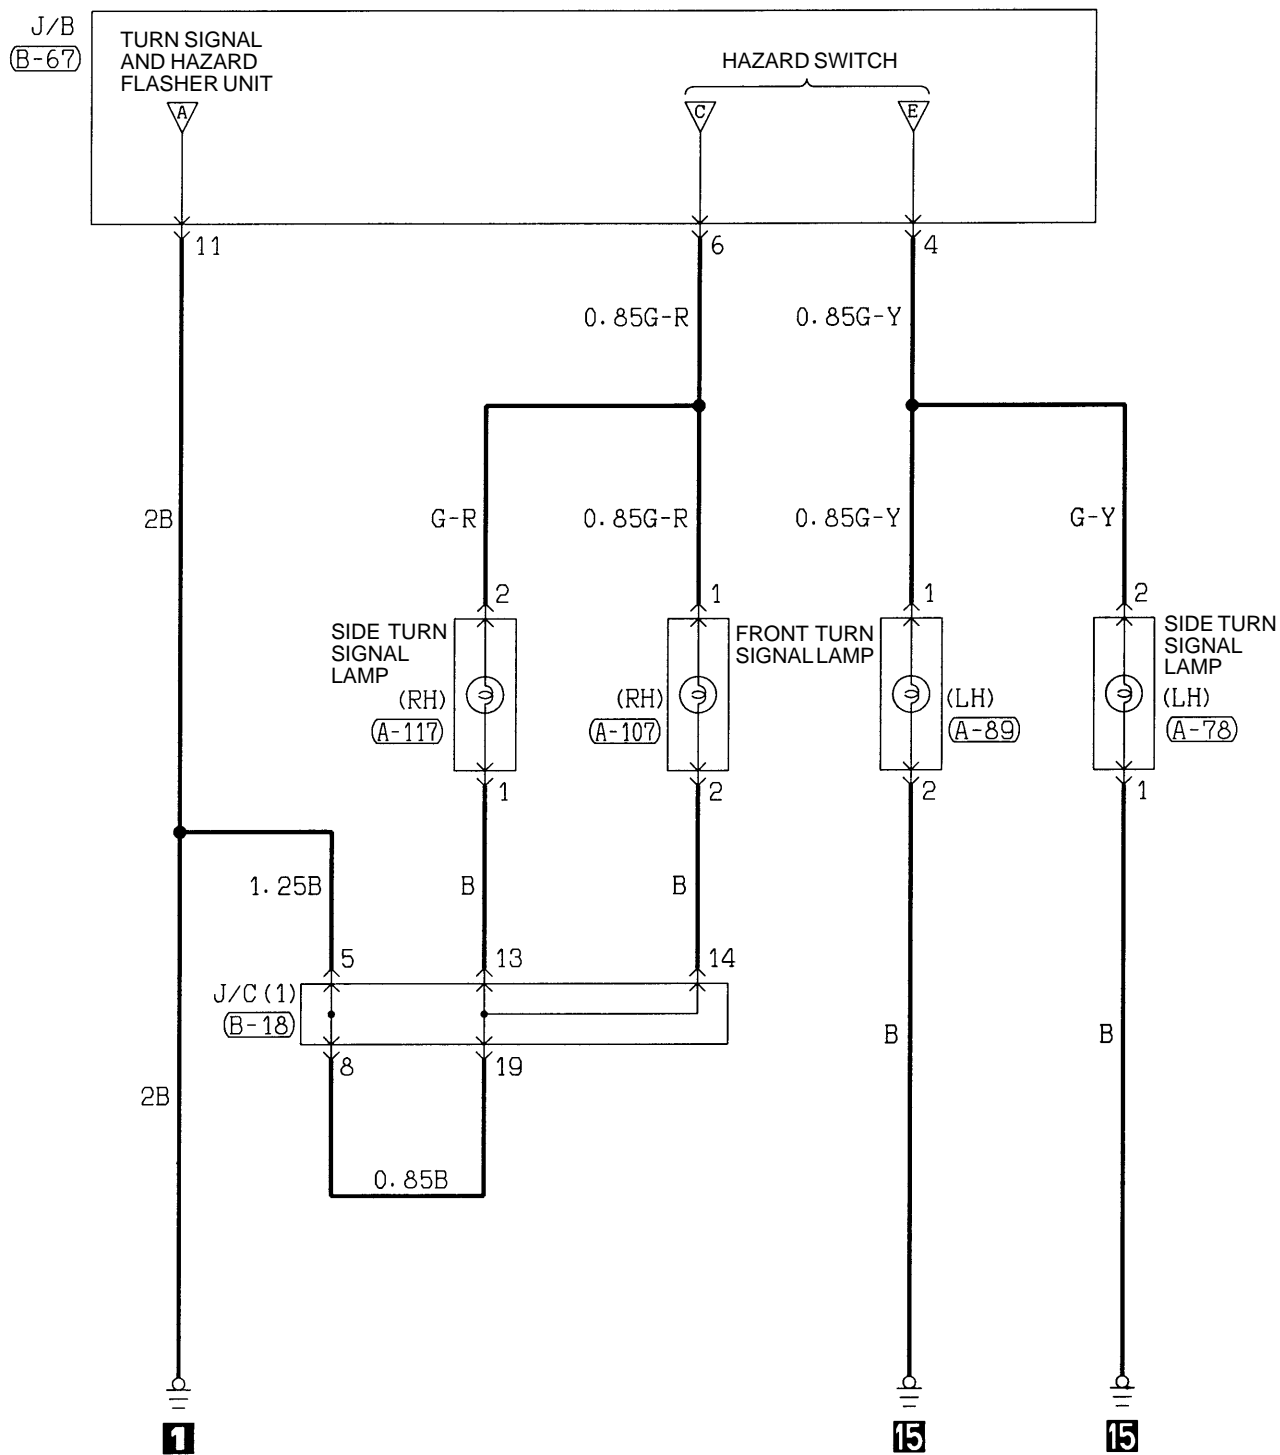 J/B
B-67
TURN SIGNAL
AND HAZARD
FLASHER UNIT
HAZARD SWITCH
A
C
E
11
6
4
0.85G-R
0.85G-Y
2B
G-R
0.85G-R
0.85G-Y
G-Y
2
1
1
2
SIDE TURN
SIGNAL
LAMP
(RH)
A-117
FRONT TURN
SIGNAL LAMP
(RH)
A-107
(LH)
A-89
SIDE TURN
SIGNAL
LAMP
(LH)
A-78
1
2
2
1
1.25B
B
B
5
13
14
J/C(1)
B-18
8
19
B
B
2B
0.85B
1
15
15